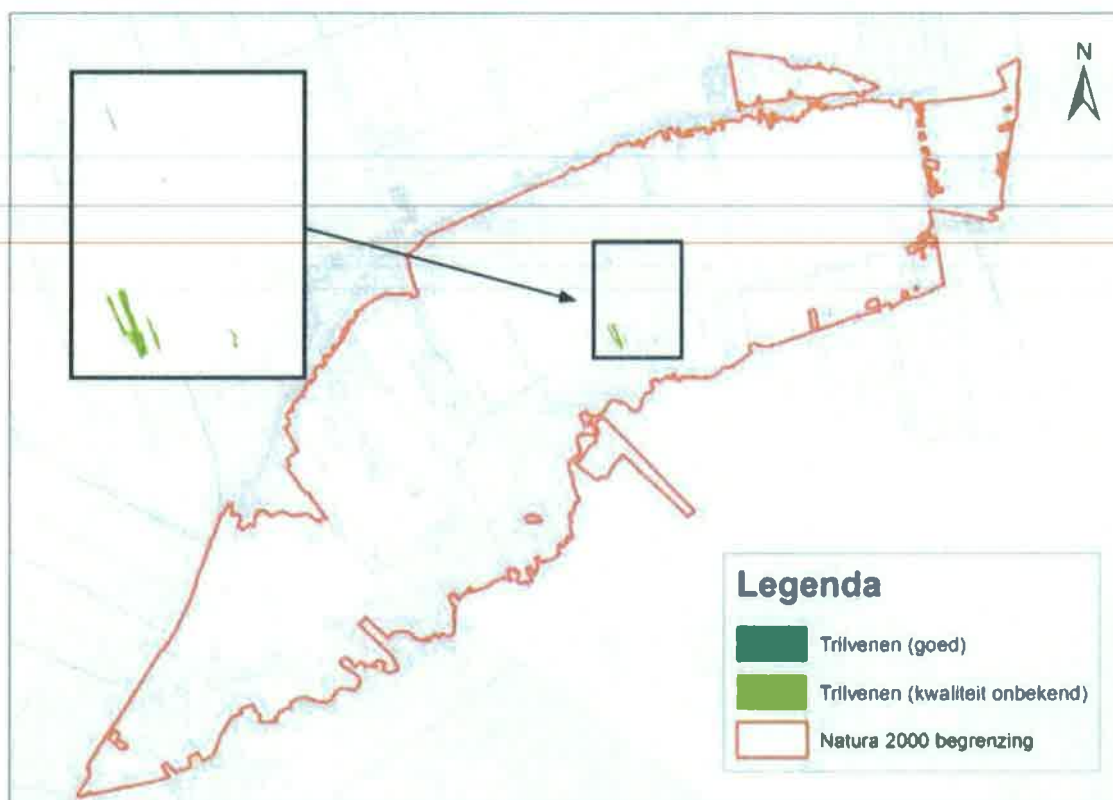 N
Legenda
Trilvenen (goed)
Trilvenen (kwaliteit onbekend)
Natura 2000 begrenzing